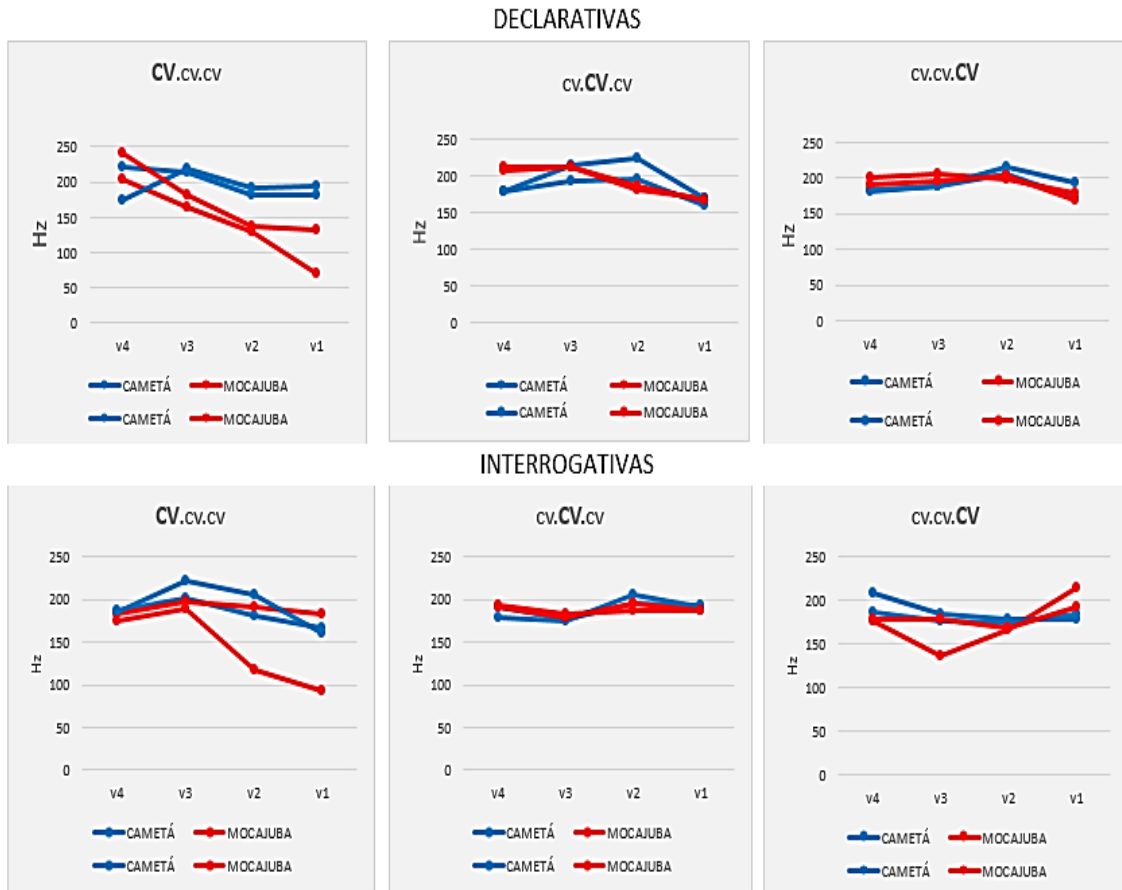 DECLARATIVAS
CV.cv.cv
250
200
150
100
50
0
Hz
v4 v3 v2 v1
CAMETÁ MOCAJUBA
CAMETÁ MOCAJUBA
cv.CV.cv
250
200
150
100
50
0
Hz
v4 v3 v2 v1
CAMETÁ MOCAJUBA
CAMETÁ MOCAJUBA
cv.cv.CV
250
200
150
100
50
0
Hz
v4 v3 v2 v1
CAMETÁ MOCAJUBA
CAMETÁ MOCAJUBA
INTERROGATIVAS
CV.cv.cv
250
200
150
100
50
0
Hz
v4 v3 v2 v1
CAMETÁ MOCAJUBA
CAMETÁ MOCAJUBA
cv.CV.cv
250
200
150
100
50
0
Hz
v4 v3 v2 v1
CAMETÁ MOCAJUBA
CAMETÁ MOCAJUBA
cv.cv.CV
250
200
150
100
50
0
Hz
v4 v3 v2 v1
CAMETÁ MOCAJUBA
CAMETÁ MOCAJUBA